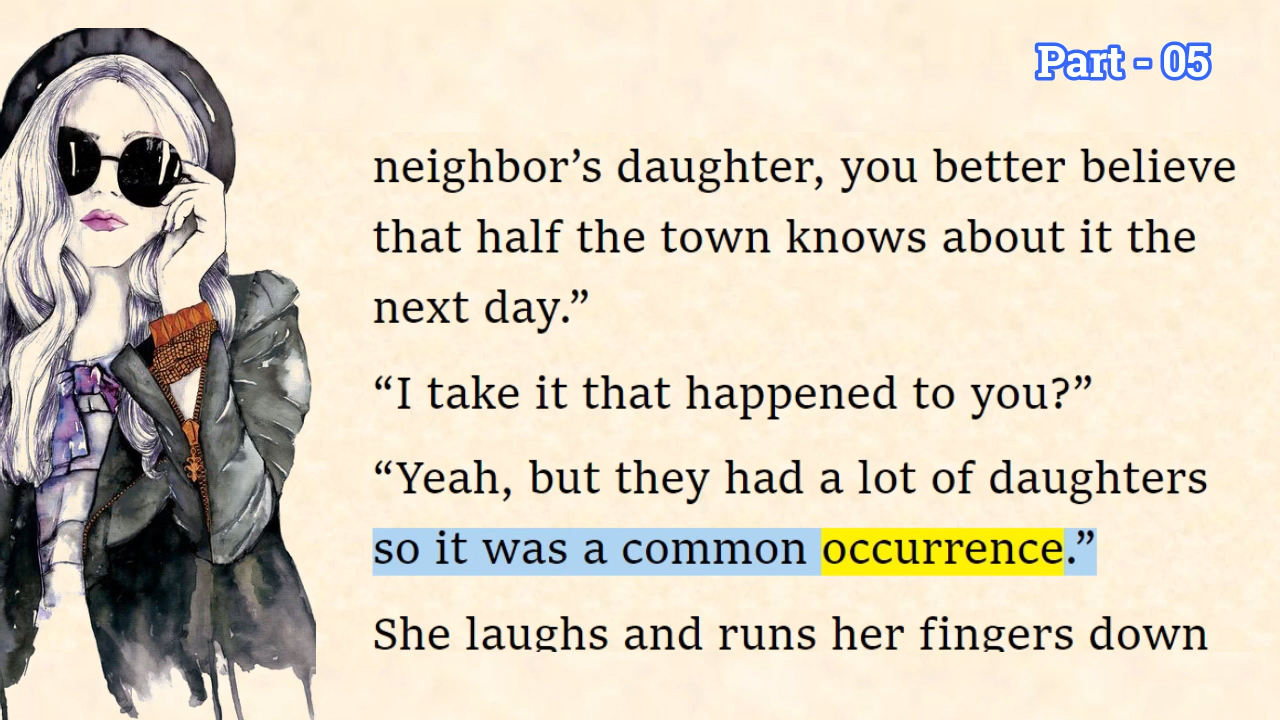 Part - 05
neighbor’s daughter, you better believe
that half the town knows about it the
next day.”
“I take it that happened to you?”
“Yeah, but they had a lot of daughters
so it was a common occurrence.”
She laughs and runs her fingers down